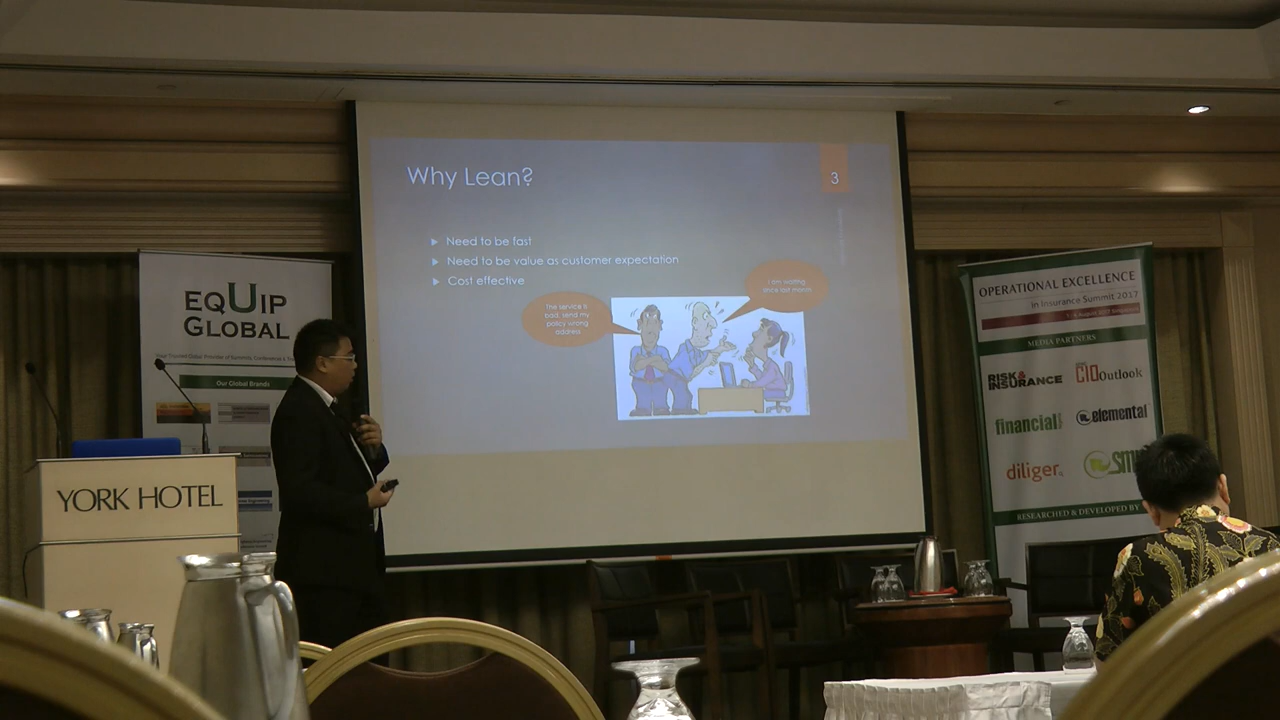 Why Lean?
3
Need to be fast
Need to be value as customer expectation
Cost effective
The service is
bad, send my
policy wrong
address
I am waiting
since last month
EQUIP
GLOBAL
Our Global Brands
YORK HOTEL
OPERATIONAL EXCELLENCE
in Insurance Summit 2017
MEDIA PARTNERS
RISK&
INSURANCE
CIOOutlook
financial
elemental
diliger
RESEARCHED & DEVELOPED BY